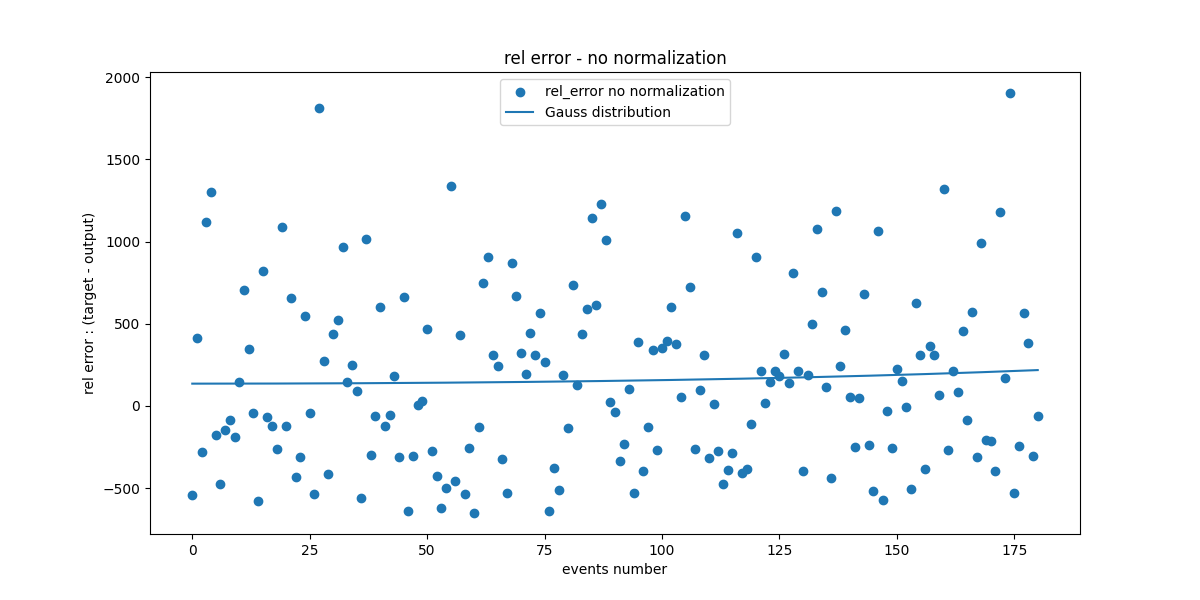 rel error - no normalization
2000
1500
1000
500
0
−500
rel error : (target - output)
rel_error no normalization
Gauss distribution
0 25 50 75 100 125 150 175
events number